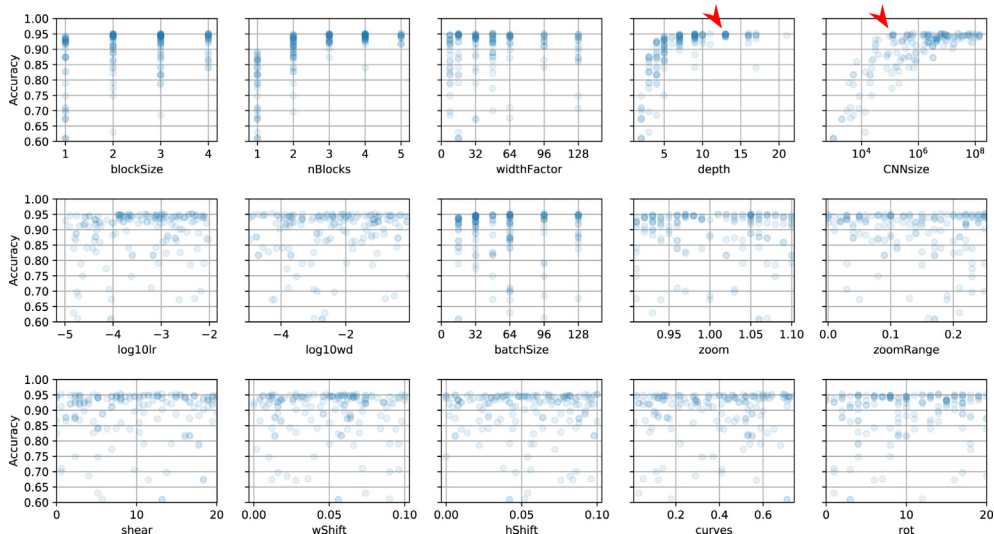 1.00
0.95
0.90
0.85
0.80
0.75
0.70
0.65
0.60
Accuracy
1 2 3 4
blockSize
1 2 3 4 5
nBlocks
0 32 64 96 128
widthFactor
5 10 15 20
depth
10^4 10^6 10^8
CNNsize
1.00
0.95
0.90
0.85
0.80
0.75
0.70
0.65
0.60
Accuracy
−5 −4 −3 −2
log10lr
−4 −2
log10wd
0 32 64 96 128
batchSize
0.95 1.00 1.05 1.10
zoom
0.0 0.1 0.2
zoomRange
1.00
0.95
0.90
0.85
0.80
0.75
0.70
0.65
0.60
Accuracy
0 10 20
shear
0.00 0.05 0.10
wShift
0.00 0.05 0.10
hShift
0.2 0.4 0.6
curves
0 10 20
rot